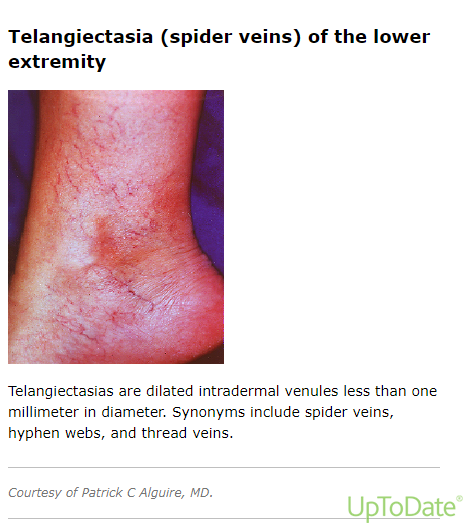 Telangiectasia (spider veins) of the lower
extremity
Telangiectasias are dilated intradermal venules less than one
millimeter in diameter. Synonyms include spider veins,
hyphen webs, and thread veins.
Courtesy of Patrick C Alguire, MD.
UpToDate®